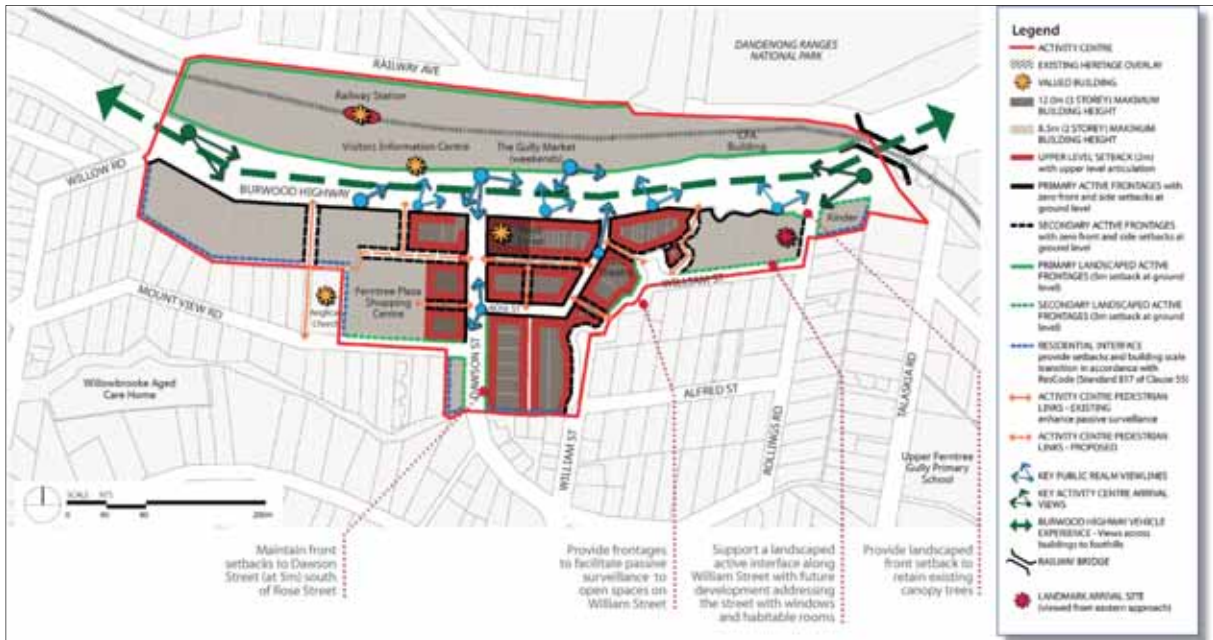 RAILWAY AVE
DANDENONG RANGES
NATIONAL PARK
Railway Station
Visitors Information Centre
The Gully Market
(weekends)
CFA
Building
WILLOW RD
BURWOOD HIGHWAY
Kinder
MOUNT VIEW RD
Anglican
Church
Ferntree Plaza
Shopping
Centre
WILLIAM ST
DAWSON ST
Willowbrooke Aged
Care Home
ALFRED ST
WILLIAM ST
ROLLINGS RD
TALASKIA RD
Upper Ferntree
Gully Primary
School
SCALE NTS
200m
Maintain front
setbacks to Dawson
Street (at 5m) south
of Rose Street
Provide frontages
to facilitate passive
surveillance to
open spaces on
William Street
Support a landscaped
active interface along
William Street with future
development addressing
the street with windows
and habitable rooms
Provide landscaped
front setback to
retain existing
canopy trees
Legend
ACTIVITY CENTRE
EXISTING HERITAGE OVERLAY
VALUED BUILDING
12.0m (3 STOREY) MAXIMUM
BUILDING HEIGHT
8.5m (2 STOREY) MAXIMUM
BUILDING HEIGHT
UPPER LEVEL SETBACK (2m)
with upper level articulation
PRIMARY ACTIVE FRONTAGES with
zero front and side setbacks at
ground level
SECONDARY ACTIVE FRONTAGES
with zero front and side setbacks at
ground level
PRIMARY LANDSCAPED ACTIVE
FRONTAGES (5m setback at ground
level)
SECONDARY LANDSCAPED ACTIVE
FRONTAGES (3m setback at ground
level)
RESIDENTIAL INTERFACE
provide setbacks and building scale
transition in accordance with
ResCode (Standard B17 of Clause 55)
ACTIVITY CENTRE PEDESTRIAN
LINKS - EXISTING
enhance passive surveillance
ACTIVITY CENTRE PEDESTRIAN
LINKS - PROPOSED
KEY PUBLIC REALM VIEWLINES
KEY ACTIVITY CENTRE ARRIVAL
VIEWS
BURWOOD HIGHWAY VEHICLE
EXPERIENCE - Views across
buildings to foothills
RAILWAY BRIDGE
LANDMARK ARRIVAL SITE
(viewed from eastern approach)